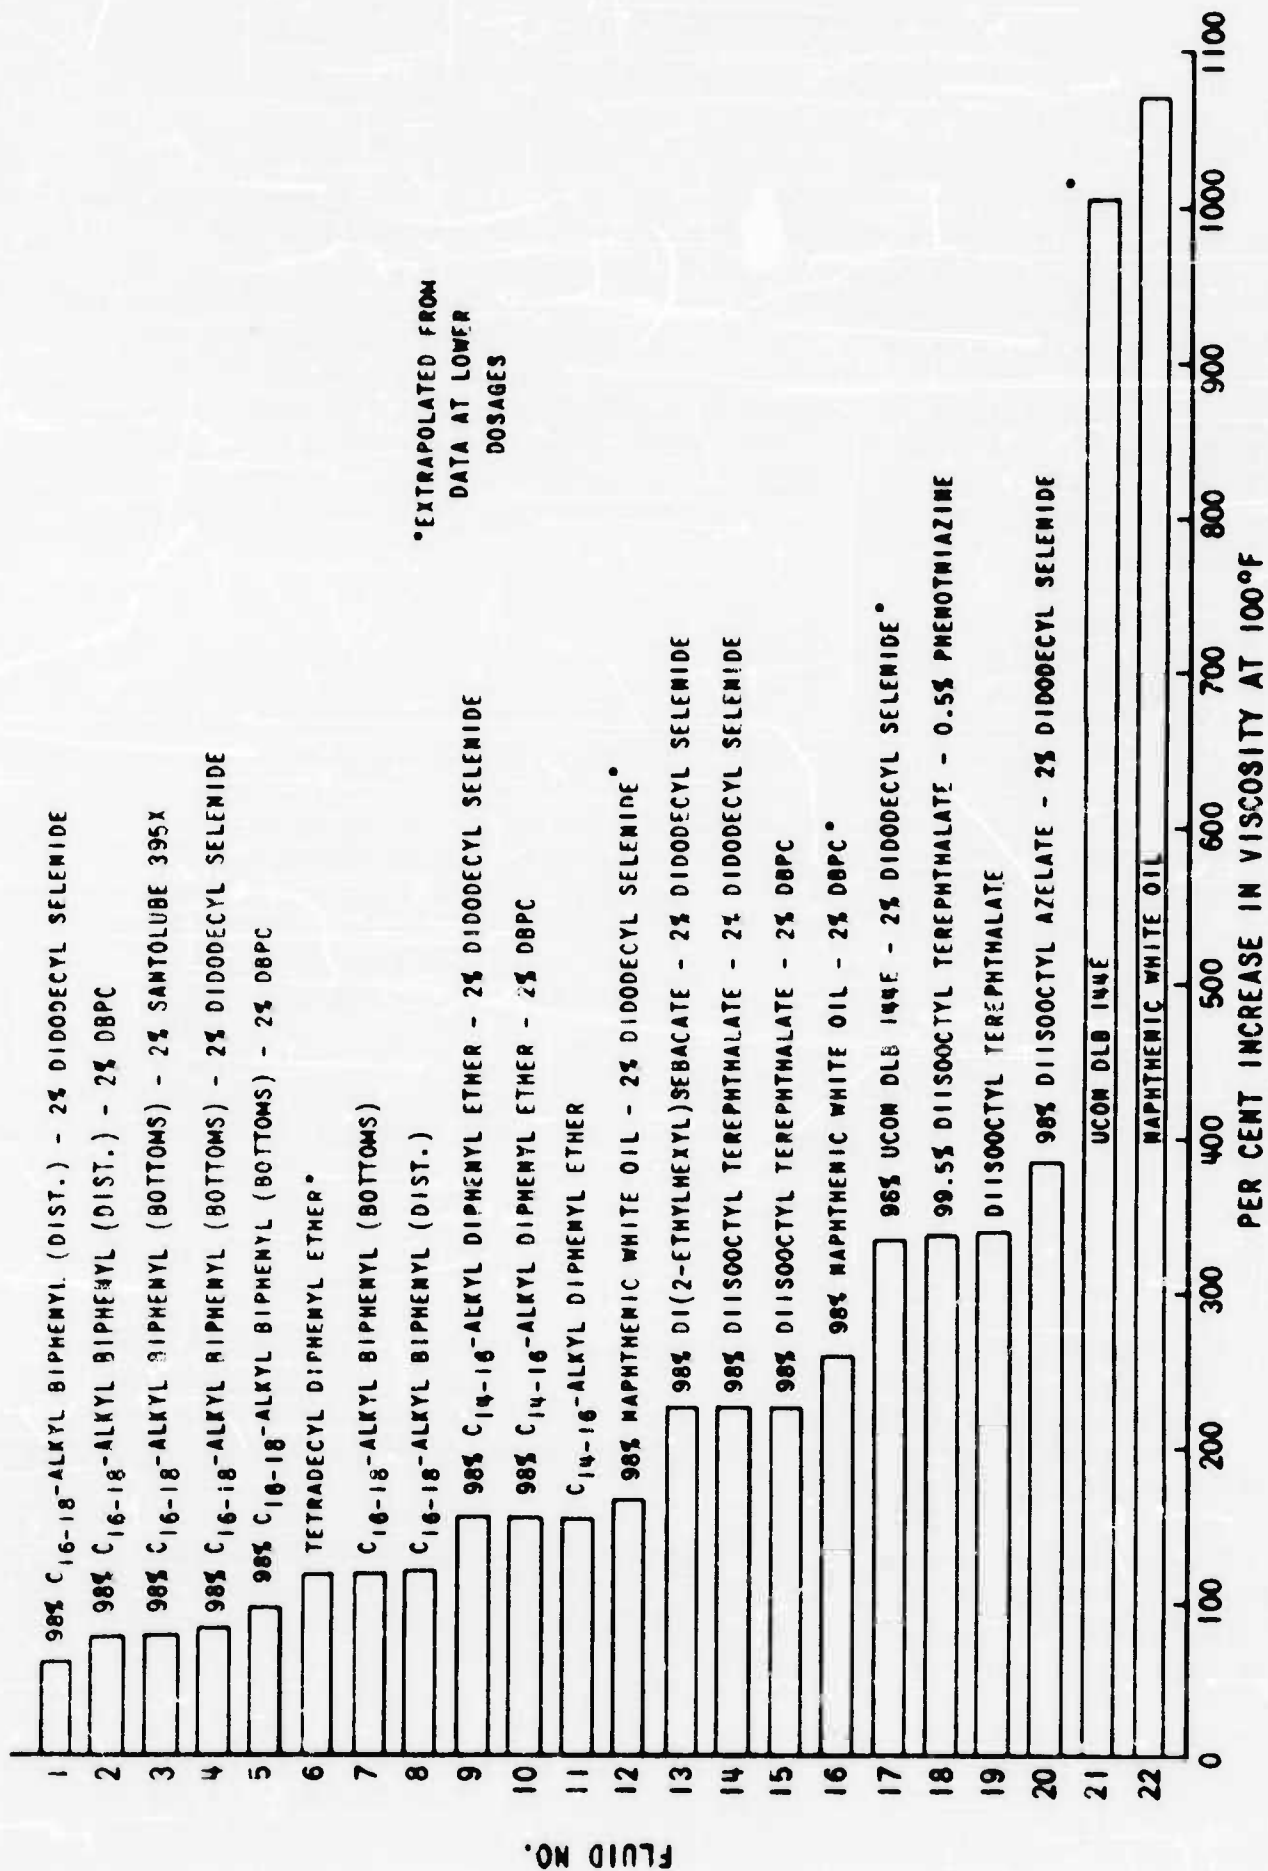 FLUID NO.
1 98% C16-18-ALKYL BIPHENYL (DIST.) - 2% DIDODECYL SELENIDE
2 98% C16-18-ALKYL BIPHENYL (DIST.) - 2% DBPC
3 98% C16-18-ALKYL BIPHENYL (BOTTOMS) - 2% SANTOLUBE 395X
4 98% C16-18-ALKYL BIPHENYL (BOTTOMS) - 2% DIDODECYL SELENIDE
5 98% C16-18-ALKYL BIPHENYL (BOTTOMS) - 2% DBPC
6 TETRADECYL DIPHENYL ETHER*
7 C16-18-ALKYL BIPHENYL (BOTTOMS)
8 C16-18-ALKYL BIPHENYL (DIST.)
9 98% C14-16-ALKYL DIPHENYL ETHER - 2% DIDODECYL SELENIDE
10 98% C14-16-ALKYL DIPHENYL ETHER - 2% DBPC
11 C14-16-ALKYL DIPHENYL ETHER
12 98% NAPHTHENIC WHITE OIL - 2% DIDODECYL SELENIDE*
13 98% DI(2-ETHYLHEXYL)SEBACATE - 2% DIDODECYL SELENIDE
14 98% DIISOOCTYL TEREPHTHALATE - 2% DIDODECYL SELENIDE
15 98% DIISOOCTYL TEREPHTHALATE - 2% DBPC
16 98% NAPHTHENIC WHITE OIL - 2% DBPC*
17 98% UCON DLB 144E - 2% DIDODECYL SELENIDE*
18 99.5% DIISOOCTYL TEREPHTHALATE - 0.5% PHENOTHIAZINE
19 DIISOOCTYL TEREPHTHALATE
20 98% DIISOOCTYL AZELATE - 2% DIDODECYL SELENIDE
21 UCON DLB 144E *
22 NAPHTHENIC WHITE OIL
*EXTRAPOLATED FROM
DATA AT LOWER
DOSAGES
0 100 200 300 400 500 600 700 800 900 1000 1100
PER CENT INCREASE IN VISCOSITY AT 100°F